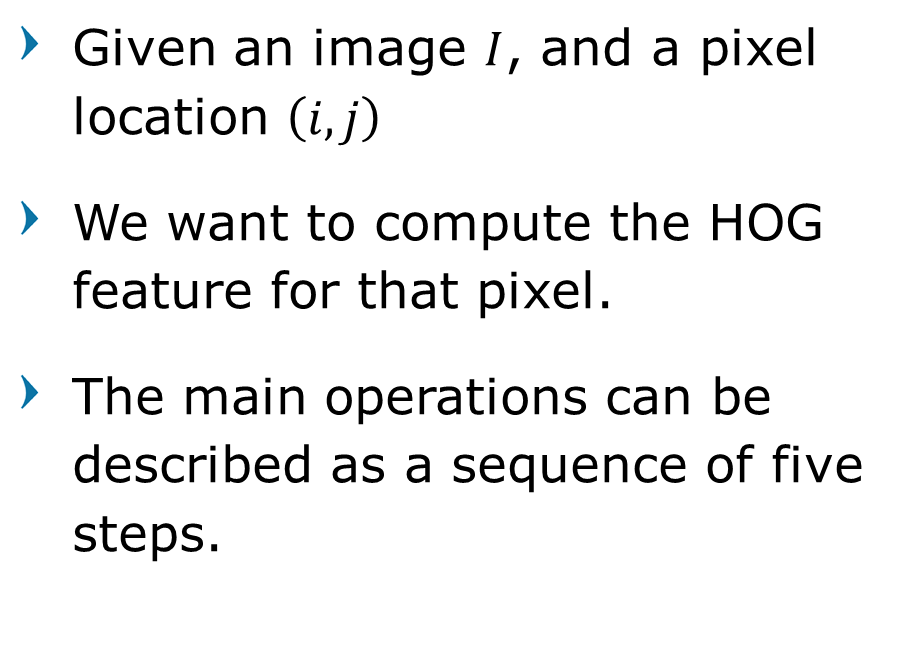 Given an image I, and a pixel
location (i,j)
We want to compute the HOG
feature for that pixel.
The main operations can be
described as a sequence of five
steps.